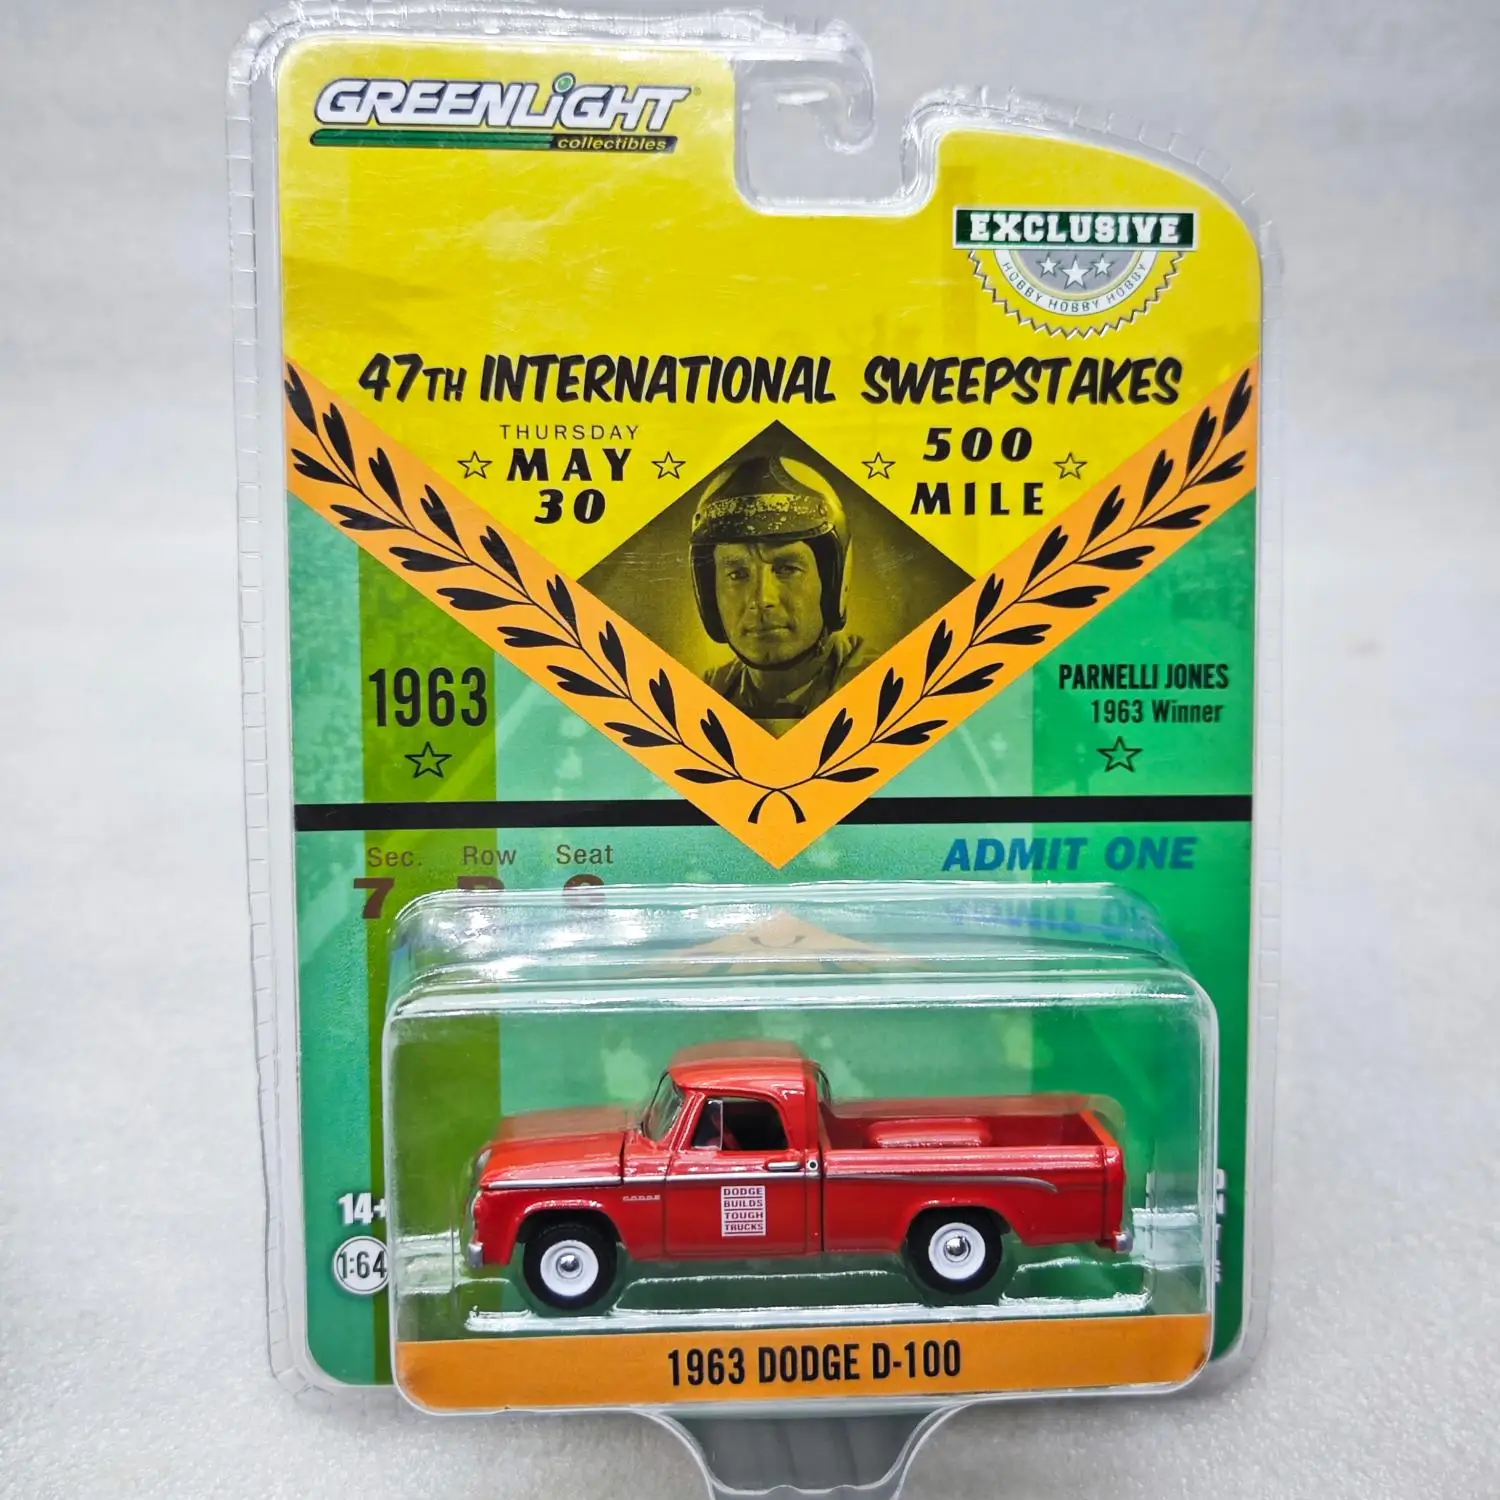 GREENLiGHT
collectibles
EXCLUSIVE
HOBBY HOBBY HOBBY
47TH INTERNATIONAL SWEEPSTAKES
THURSDAY
MAY
30
500
MILE
1963
PARNELLI JONES
1963 Winner
Sec. Row Seat
7
ADMIT ONE
14+
1:64
DODGE
DODGE
BUILDS
TOUGH
TRUCKS
1963 DODGE D-100